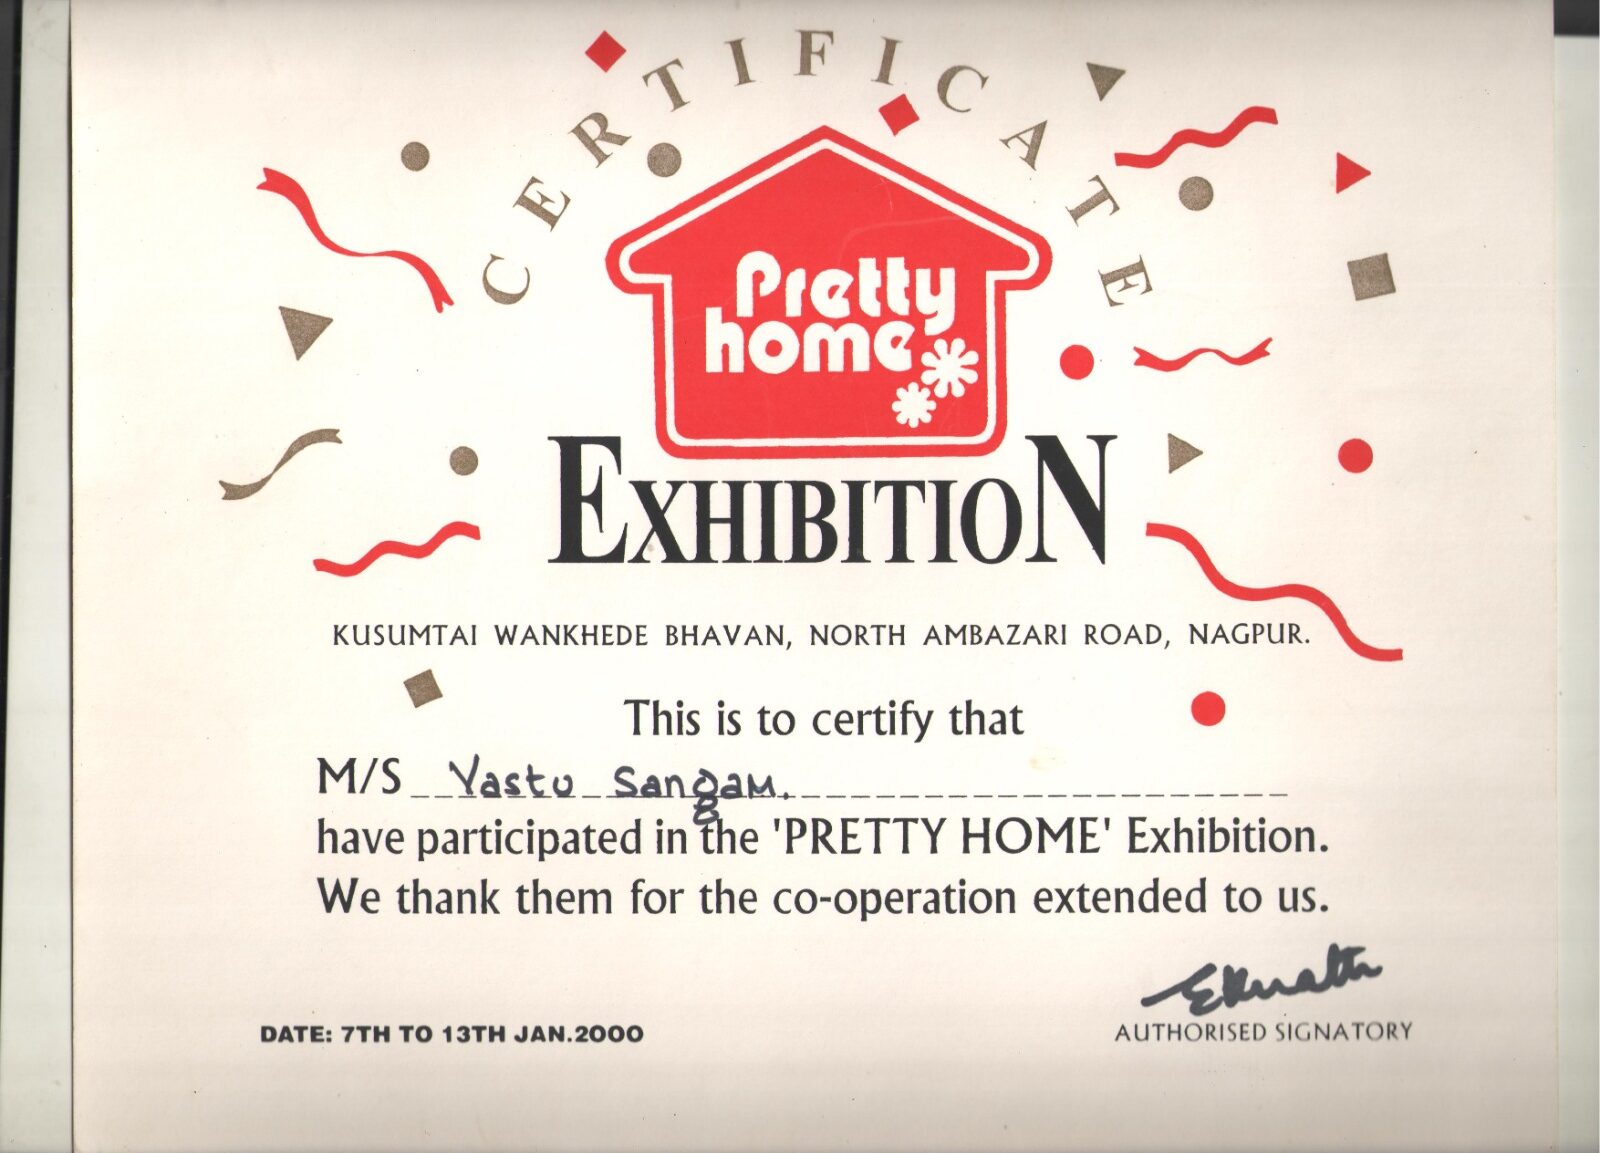 CERTIFICATE
Pretty
home
EXHIBITION
KUSUMTAI WANKHEDE BHAVAN, NORTH AMBAZARI ROAD, NAGPUR.
This is to certify that
M/S Vastu Sangam.
have participated in the 'PRETTY HOME' Exhibition.
We thank them for the co-operation extended to us.
Eknath
DATE: 7TH TO 13TH JAN.2000
AUTHORISED SIGNATORY